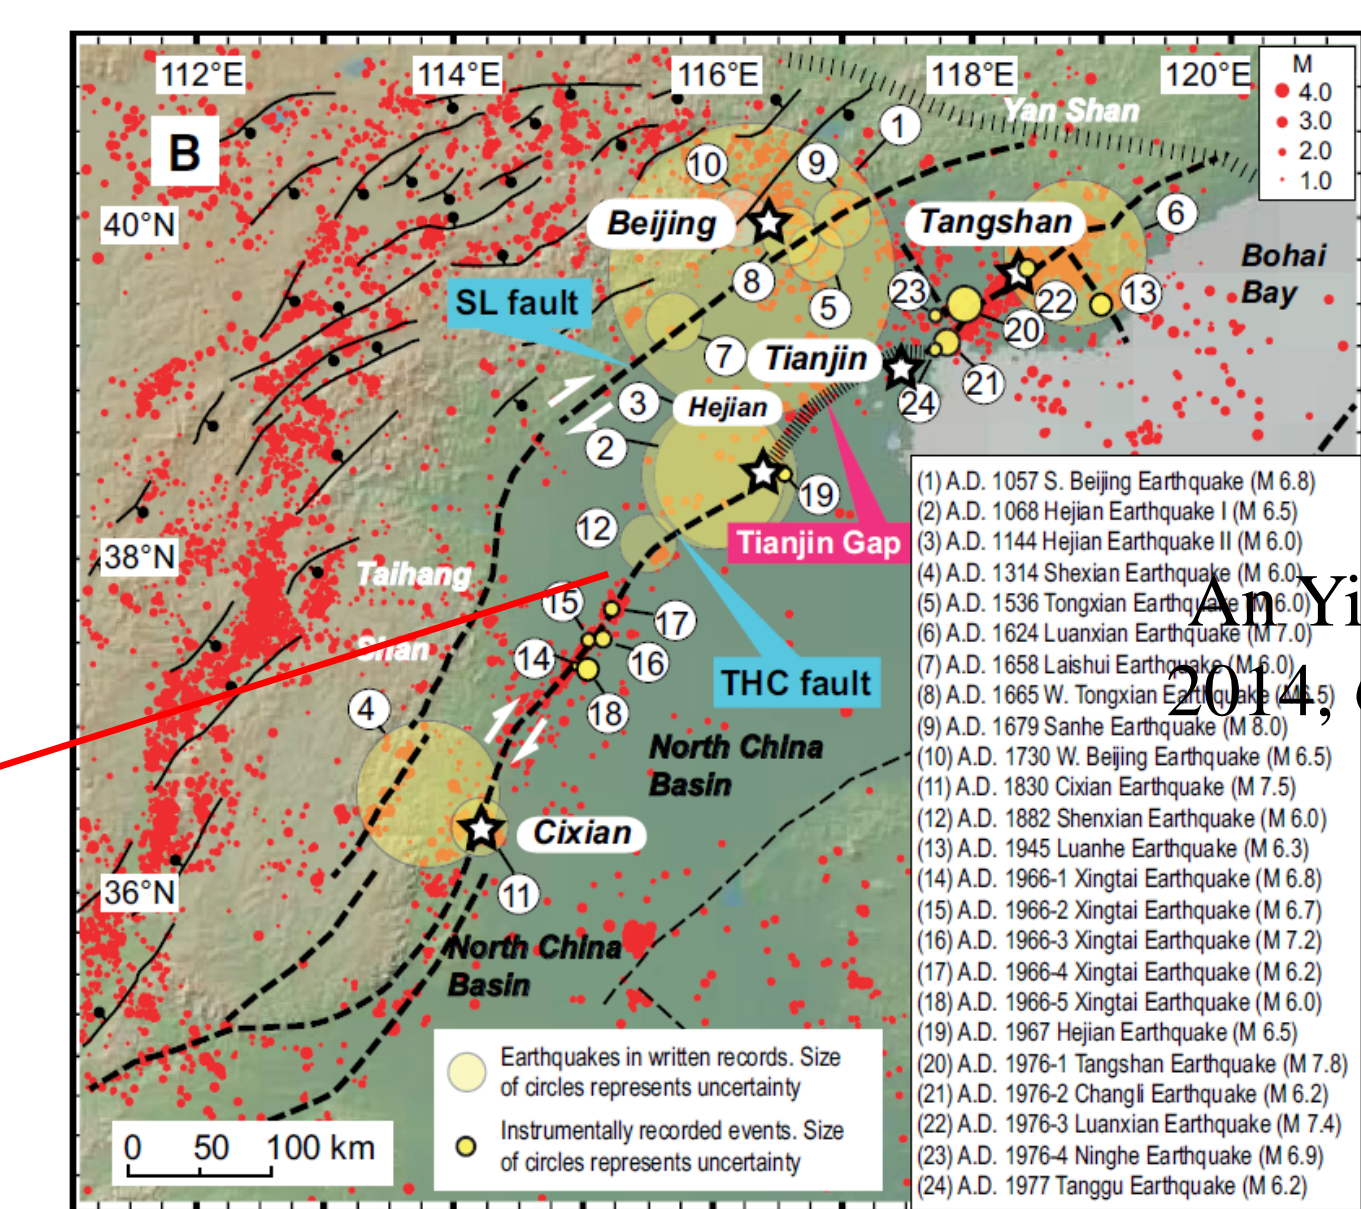 112°E 114°E 116°E 118°E 120°E
M
4.0
3.0
2.0
1.0
B
Yan Shan
1
10
9
40°N
Beijing
Tangshan
6
Bohai
Bay
8
5
23
22
13
SL fault
20
7
Tianjin
21
3
Hejian
24
2
19
12
Tianjin Gap
38°N
Taihang
Shan
15
17
14
16
THC fault
18
4
North China
Basin
Cixian
11
36°N
North China
Basin
(1) A.D. 1057 S. Beijing Earthquake (M 6.8)
(2) A.D. 1068 Hejian Earthquake I (M 6.5)
(3) A.D. 1144 Hejian Earthquake II (M 6.0)
(4) A.D. 1314 Shexian Earthquake (M 6.0)
(5) A.D. 1536 Tongxian Earthquake (M 6.0)
(6) A.D. 1624 Luanxian Earthquake (M 7.0)
(7) A.D. 1658 Laishui Earthquake (M 6.0)
(8) A.D. 1665 W. Tongxian Earthquake (M6.5)
(9) A.D. 1679 Sanhe Earthquake (M 8.0)
(10) A.D. 1730 W. Beijing Earthquake (M 6.5)
(11) A.D. 1830 Cixian Earthquake (M 7.5)
(12) A.D. 1882 Shenxian Earthquake (M 6.0)
(13) A.D. 1945 Luanhe Earthquake (M 6.3)
(14) A.D. 1966-1 Xingtai Earthquake (M 6.8)
(15) A.D. 1966-2 Xingtai Earthquake (M 6.7)
(16) A.D. 1966-3 Xingtai Earthquake (M 7.2)
(17) A.D. 1966-4 Xingtai Earthquake (M 6.2)
(18) A.D. 1966-5 Xingtai Earthquake (M 6.0)
(19) A.D. 1967 Hejian Earthquake (M 6.5)
(20) A.D. 1976-1 Tangshan Earthquake (M 7.8)
(21) A.D. 1976-2 Changli Earthquake (M 6.2)
(22) A.D. 1976-3 Luanxian Earthquake (M 7.4)
(23) A.D. 1976-4 Ninghe Earthquake (M 6.9)
(24) A.D. 1977 Tanggu Earthquake (M 6.2)
An Yi
2014,
Earthquakes in written records. Size
of circles represents uncertainty
Instrumentally recorded events. Size
of circles represents uncertainty
0 50 100 km